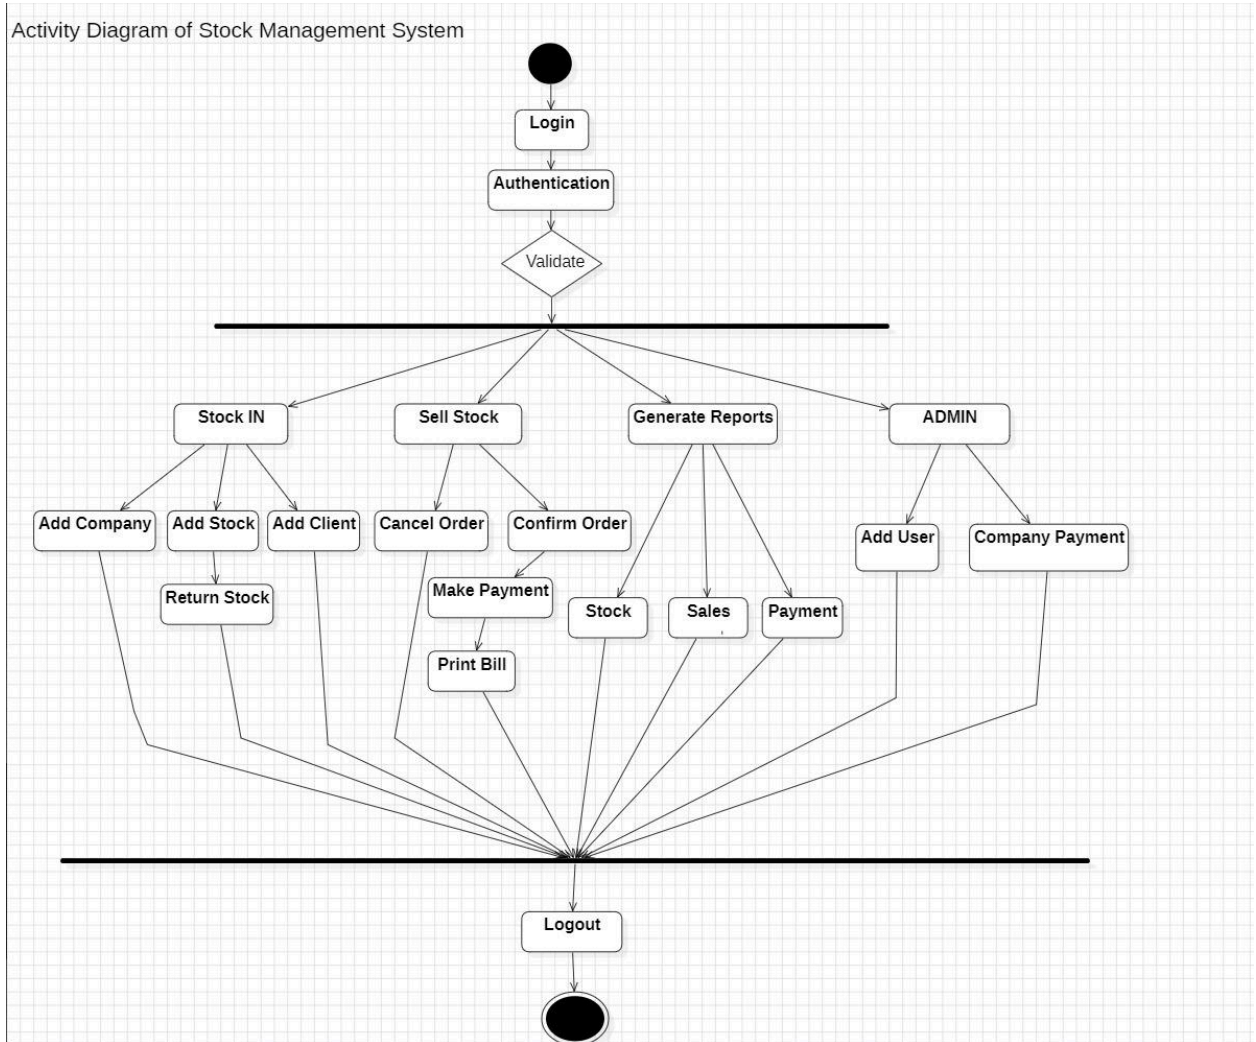 Activity Diagram of Stock Management System
Login
Authentication
Validate
Stock IN
Sell Stock
Generate Reports
ADMIN
Add Company
Add Stock
Add Client
Cancel Order
Confirm Order
Add User
Company Payment
Return Stock
Make Payment
Stock
Sales
Payment
Print Bill
Logout